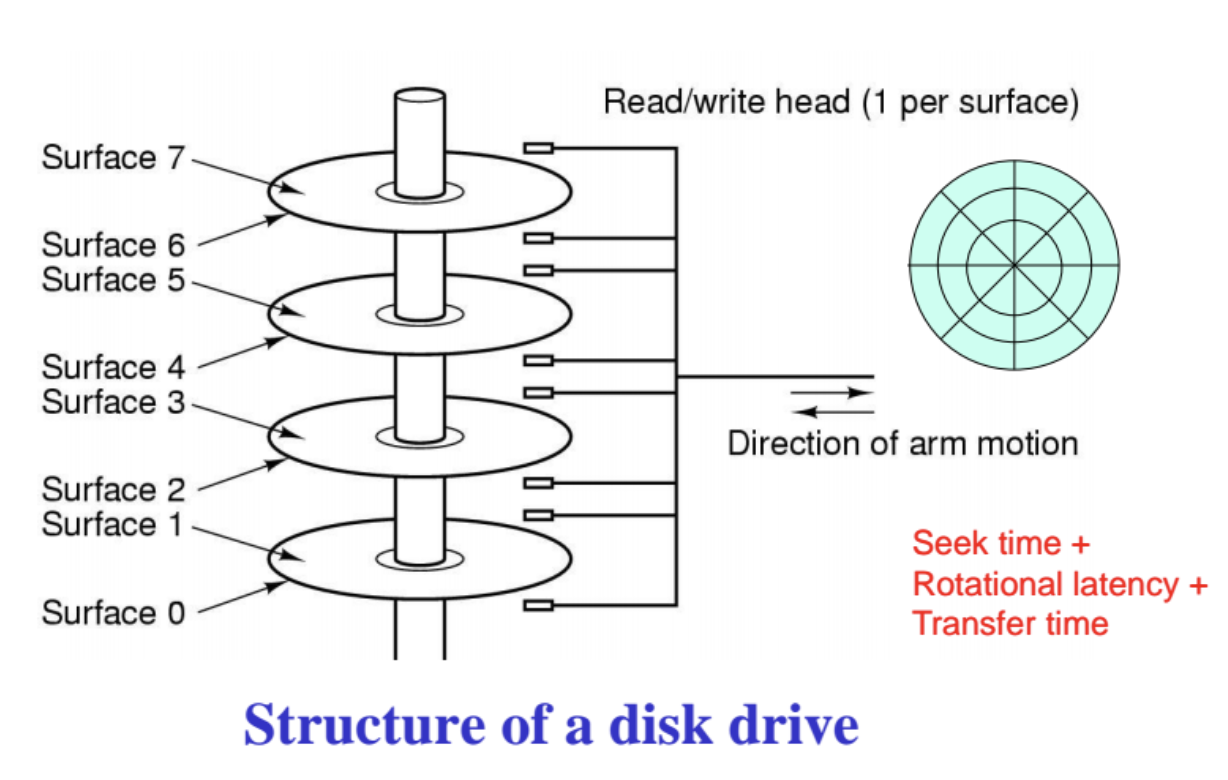 Read/write head (1 per surface)
Surface 7
Surface 6
Surface 5
Surface 4
Surface 3
Surface 2
Surface 1
Surface 0
Direction of arm motion
Seek time +
Rotational latency +
Transfer time
Structure of a disk drive